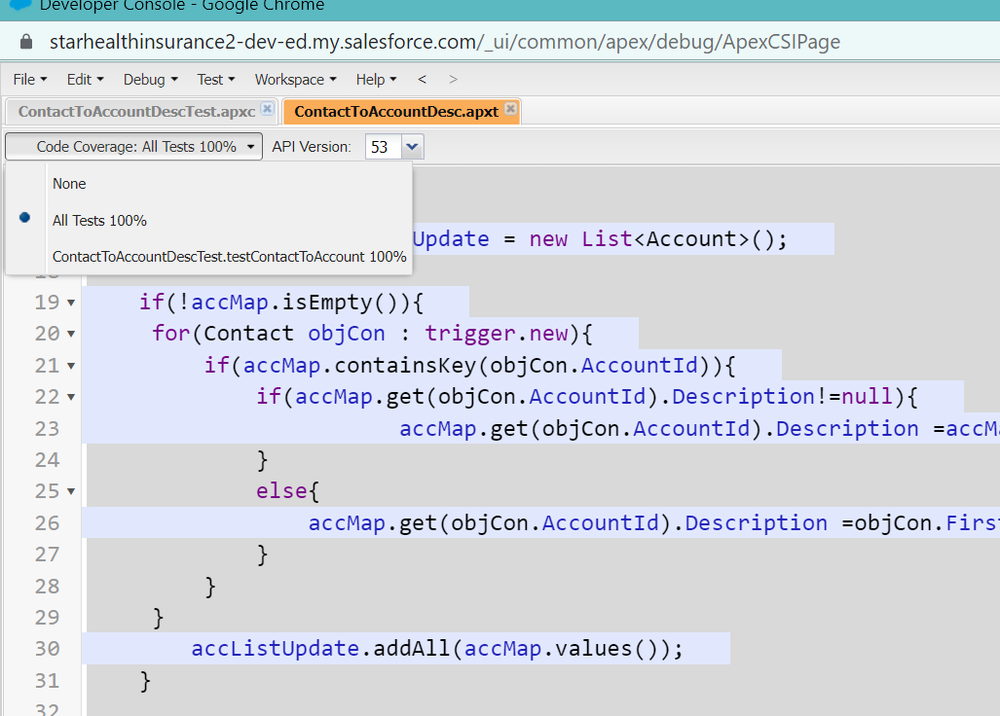 Developer Console - Google Chrome
starhealthinsurance2-dev-ed.my.salesforce.com/_ui/common/apex/debug/ApexCSIPage
File Edit Debug Test Workspace Help < >
ContactToAccountDescTest.apxc ContactToAccountDesc.apxt
Code Coverage: All Tests 100% API Version: 53
None
All Tests 100%
Update = new List<Account>();
ContactToAccountDescTest.testContactToAccount 100%
18
19 if(!accMap.isEmpty()){
20 for(Contact objCon : trigger.new){
21 if(accMap.containsKey(objCon.AccountId)){
22 if(accMap.get(objCon.AccountId).Description!=null){
23 accMap.get(objCon.AccountId).Description =accM
24 }
25 else{
26 accMap.get(objCon.AccountId).Description =objCon.Firs
27 }
28 }
29 }
30 accListUpdate.addAll(accMap.values());
31 }
32